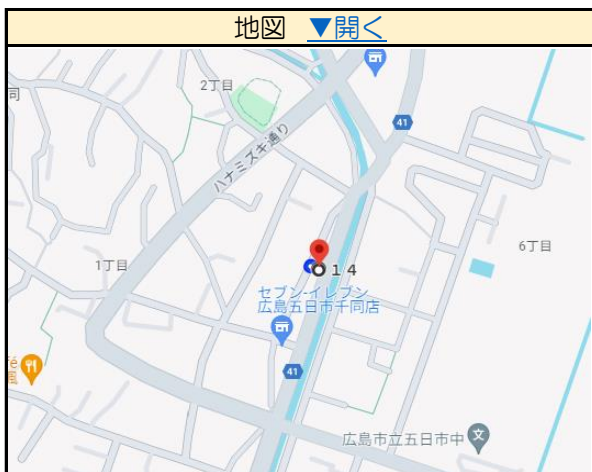 地図 ▼開く
2丁目
同
41
ハナミズキ通り
6丁目
1丁目
14
セブン-イレブン
広島五日市千同店
41
広島市立五日市中
文